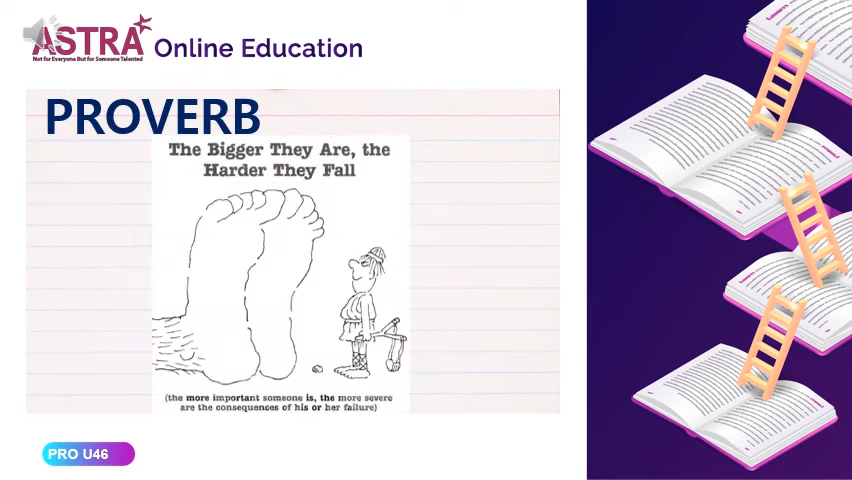 ASTRA Online Education
Not for Everyone But for Someone Talented
PROVERB
The Bigger They Are, the
Harder They Fall
(the more important someone is, the more severe
are the consequences of his or her failure)
PRO U46